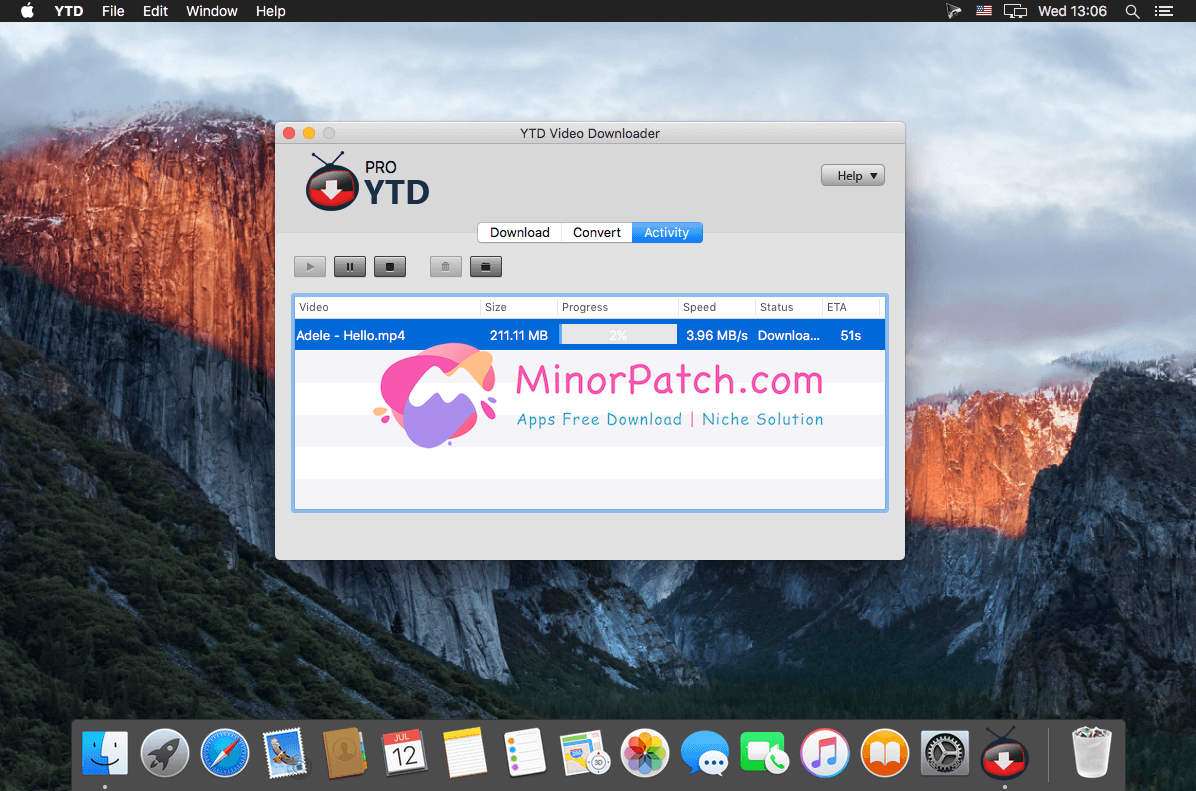 YTD File Edit Window Help Wed 13:06
YTD Video Downloader
PRO
YTD
Help
Download Convert Activity
Video Size Progress Speed Status ETA
Adele - Hello.mp4 211.11 MB 2% 3.96 MB/s Downloa... 51s
MinorPatch.com
Apps Free Download | Niche Solution
JUL
12
3D